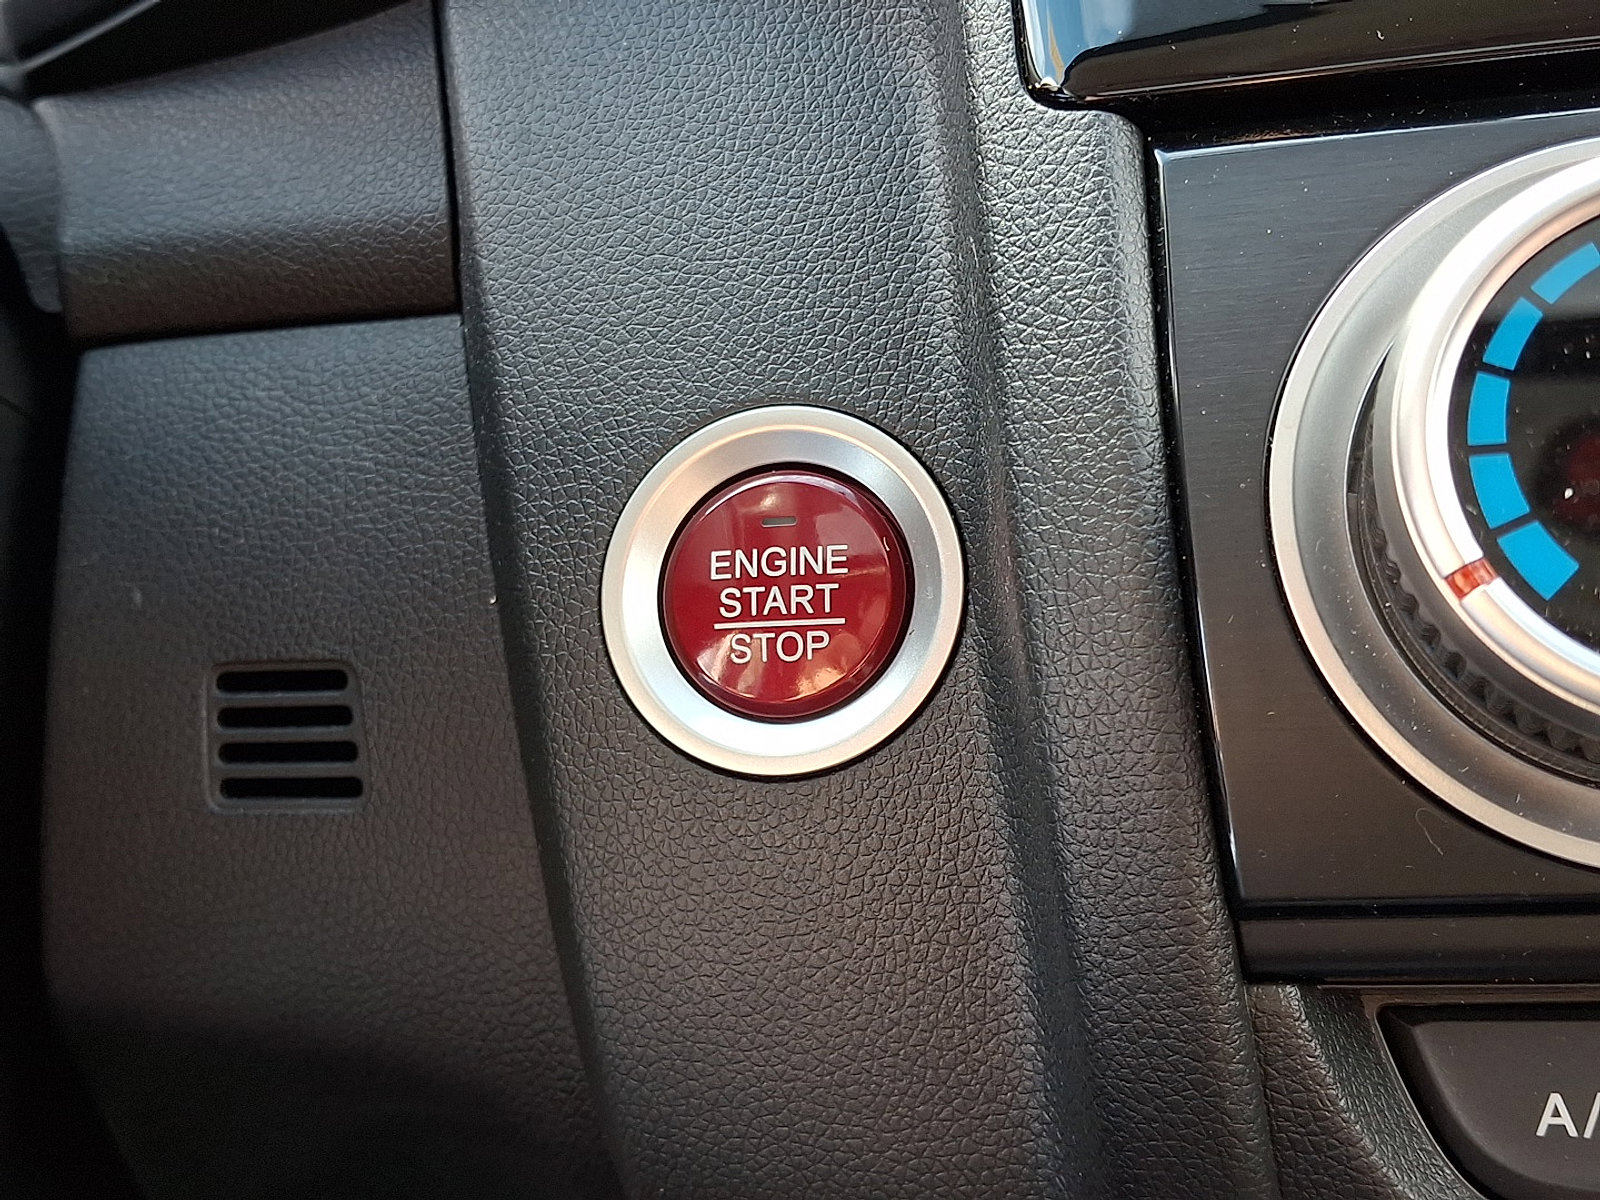 ENGINE
START
STOP
A/